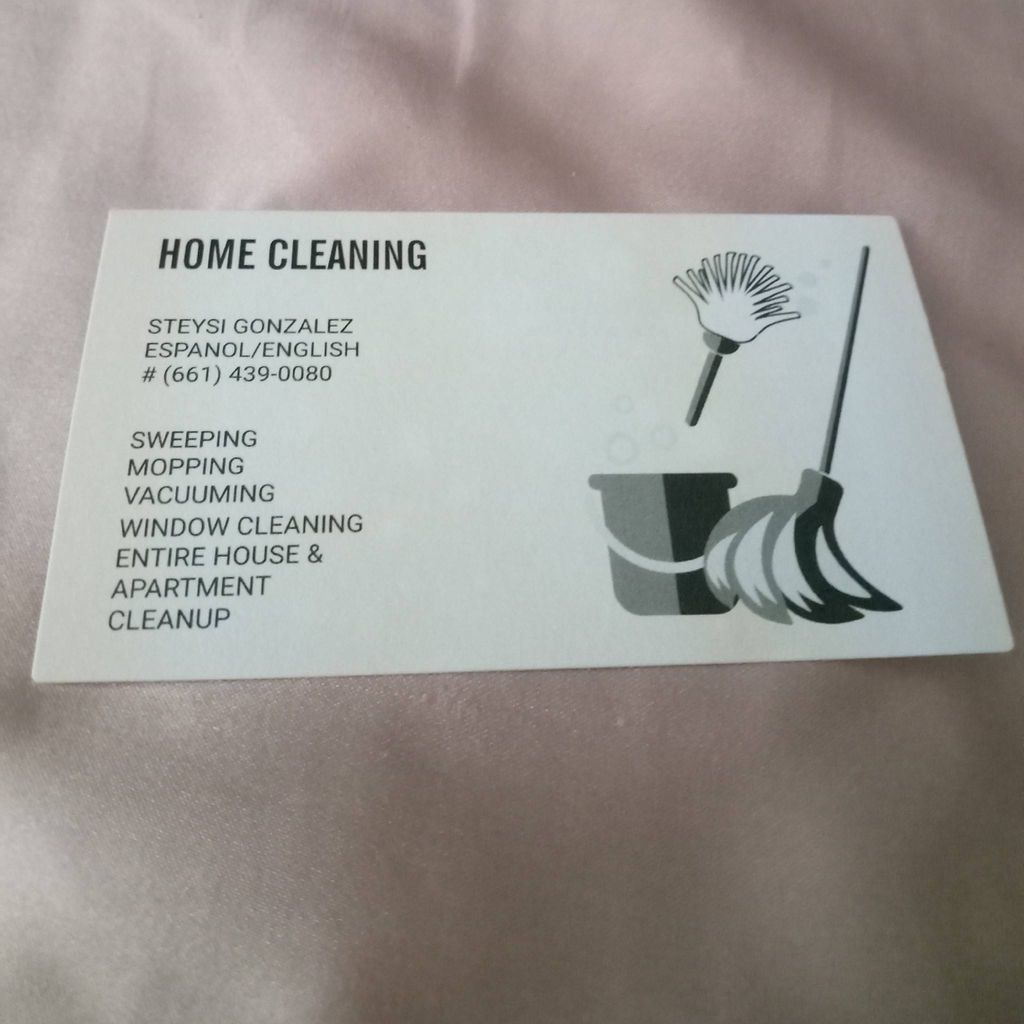 HOME CLEANING
STEYSI GONZALEZ
ESPANOL/ENGLISH
# (661) 439-0080
SWEEPING
MOPPING
VACUUMING
WINDOW CLEANING
ENTIRE HOUSE &
APARTMENT
CLEANUP